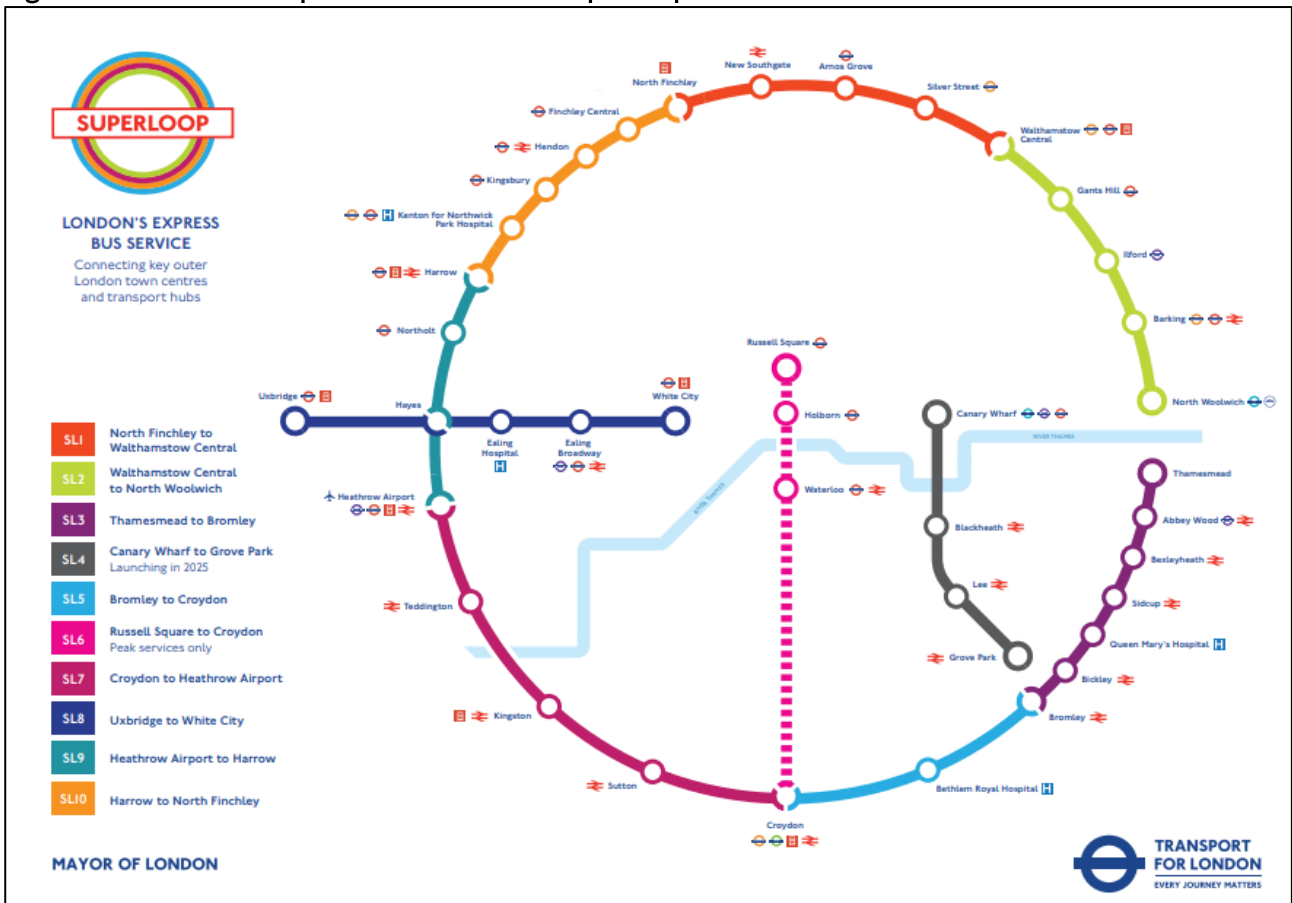 SUPERLOOP
LONDON'S EXPRESS
BUS SERVICE
Connecting key outer
London town centres
and transport hubs
North Finchley
New Southgate
Arnos Grove
Silver Street
Finchley Central
Walthamstow
Central
Hendon
Kingsbury
Gants Hill
Kenton for Northwick
Park Hospital
Ilford
Harrow
Barking
Northolt
Russell Square
Uxbridge
White City
Hayes
Holborn
Canary Wharf
North Woolwich
Ealing
Hospital
Ealing
Broadway
RIVER THAMES
Thamesmead
Heathrow Airport
Waterloo
RIVER THAMES
Abbey Wood
Blackheath
Bexleyheath
Teddington
Lee
Sidcup
Queen Mary's Hospital
Grove Park
Bickley
Kingston
Bromley
Sutton
Bethlem Royal Hospital
Croydon
SL1 North Finchley to
Walthamstow Central
SL2 Walthamstow Central
to North Woolwich
SL3 Thamesmead to Bromley
SL4 Canary Wharf to Grove Park
Launching in 2025
SL5 Bromley to Croydon
SL6 Russell Square to Croydon
Peak services only
SL7 Croydon to Heathrow Airport
SL8 Uxbridge to White City
SL9 Heathrow Airport to Harrow
SL10 Harrow to North Finchley
MAYOR OF LONDON
TRANSPORT
FOR LONDON
EVERY JOURNEY MATTERS